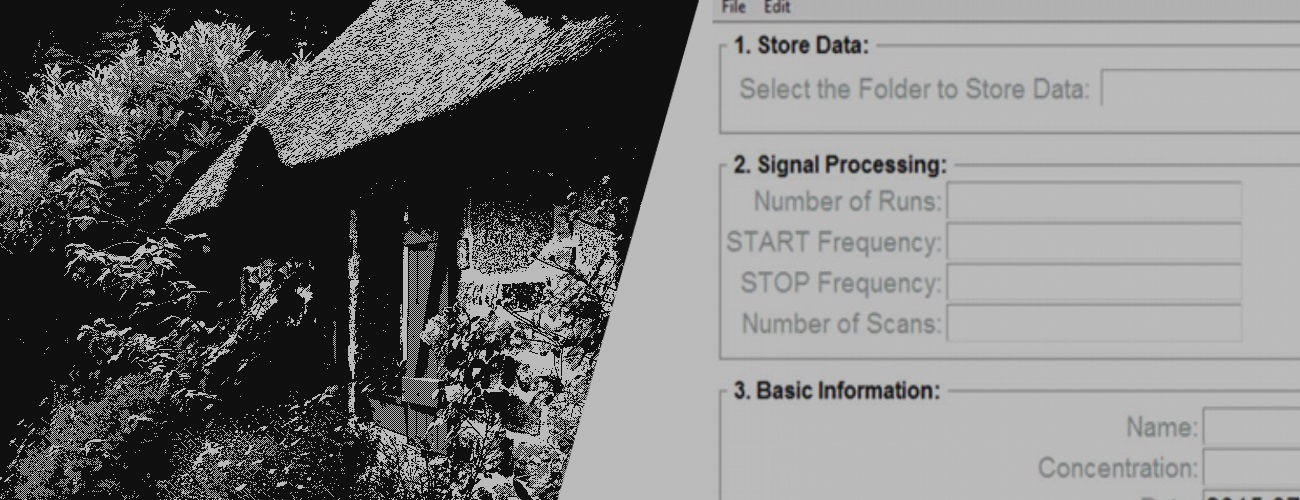 File Edit
1. Store Data:
Select the Folder to Store Data:
2. Signal Processing:
Number of Runs:
START Frequency:
STOP Frequency:
Number of Scans:
3. Basic Information:
Name:
Concentration: